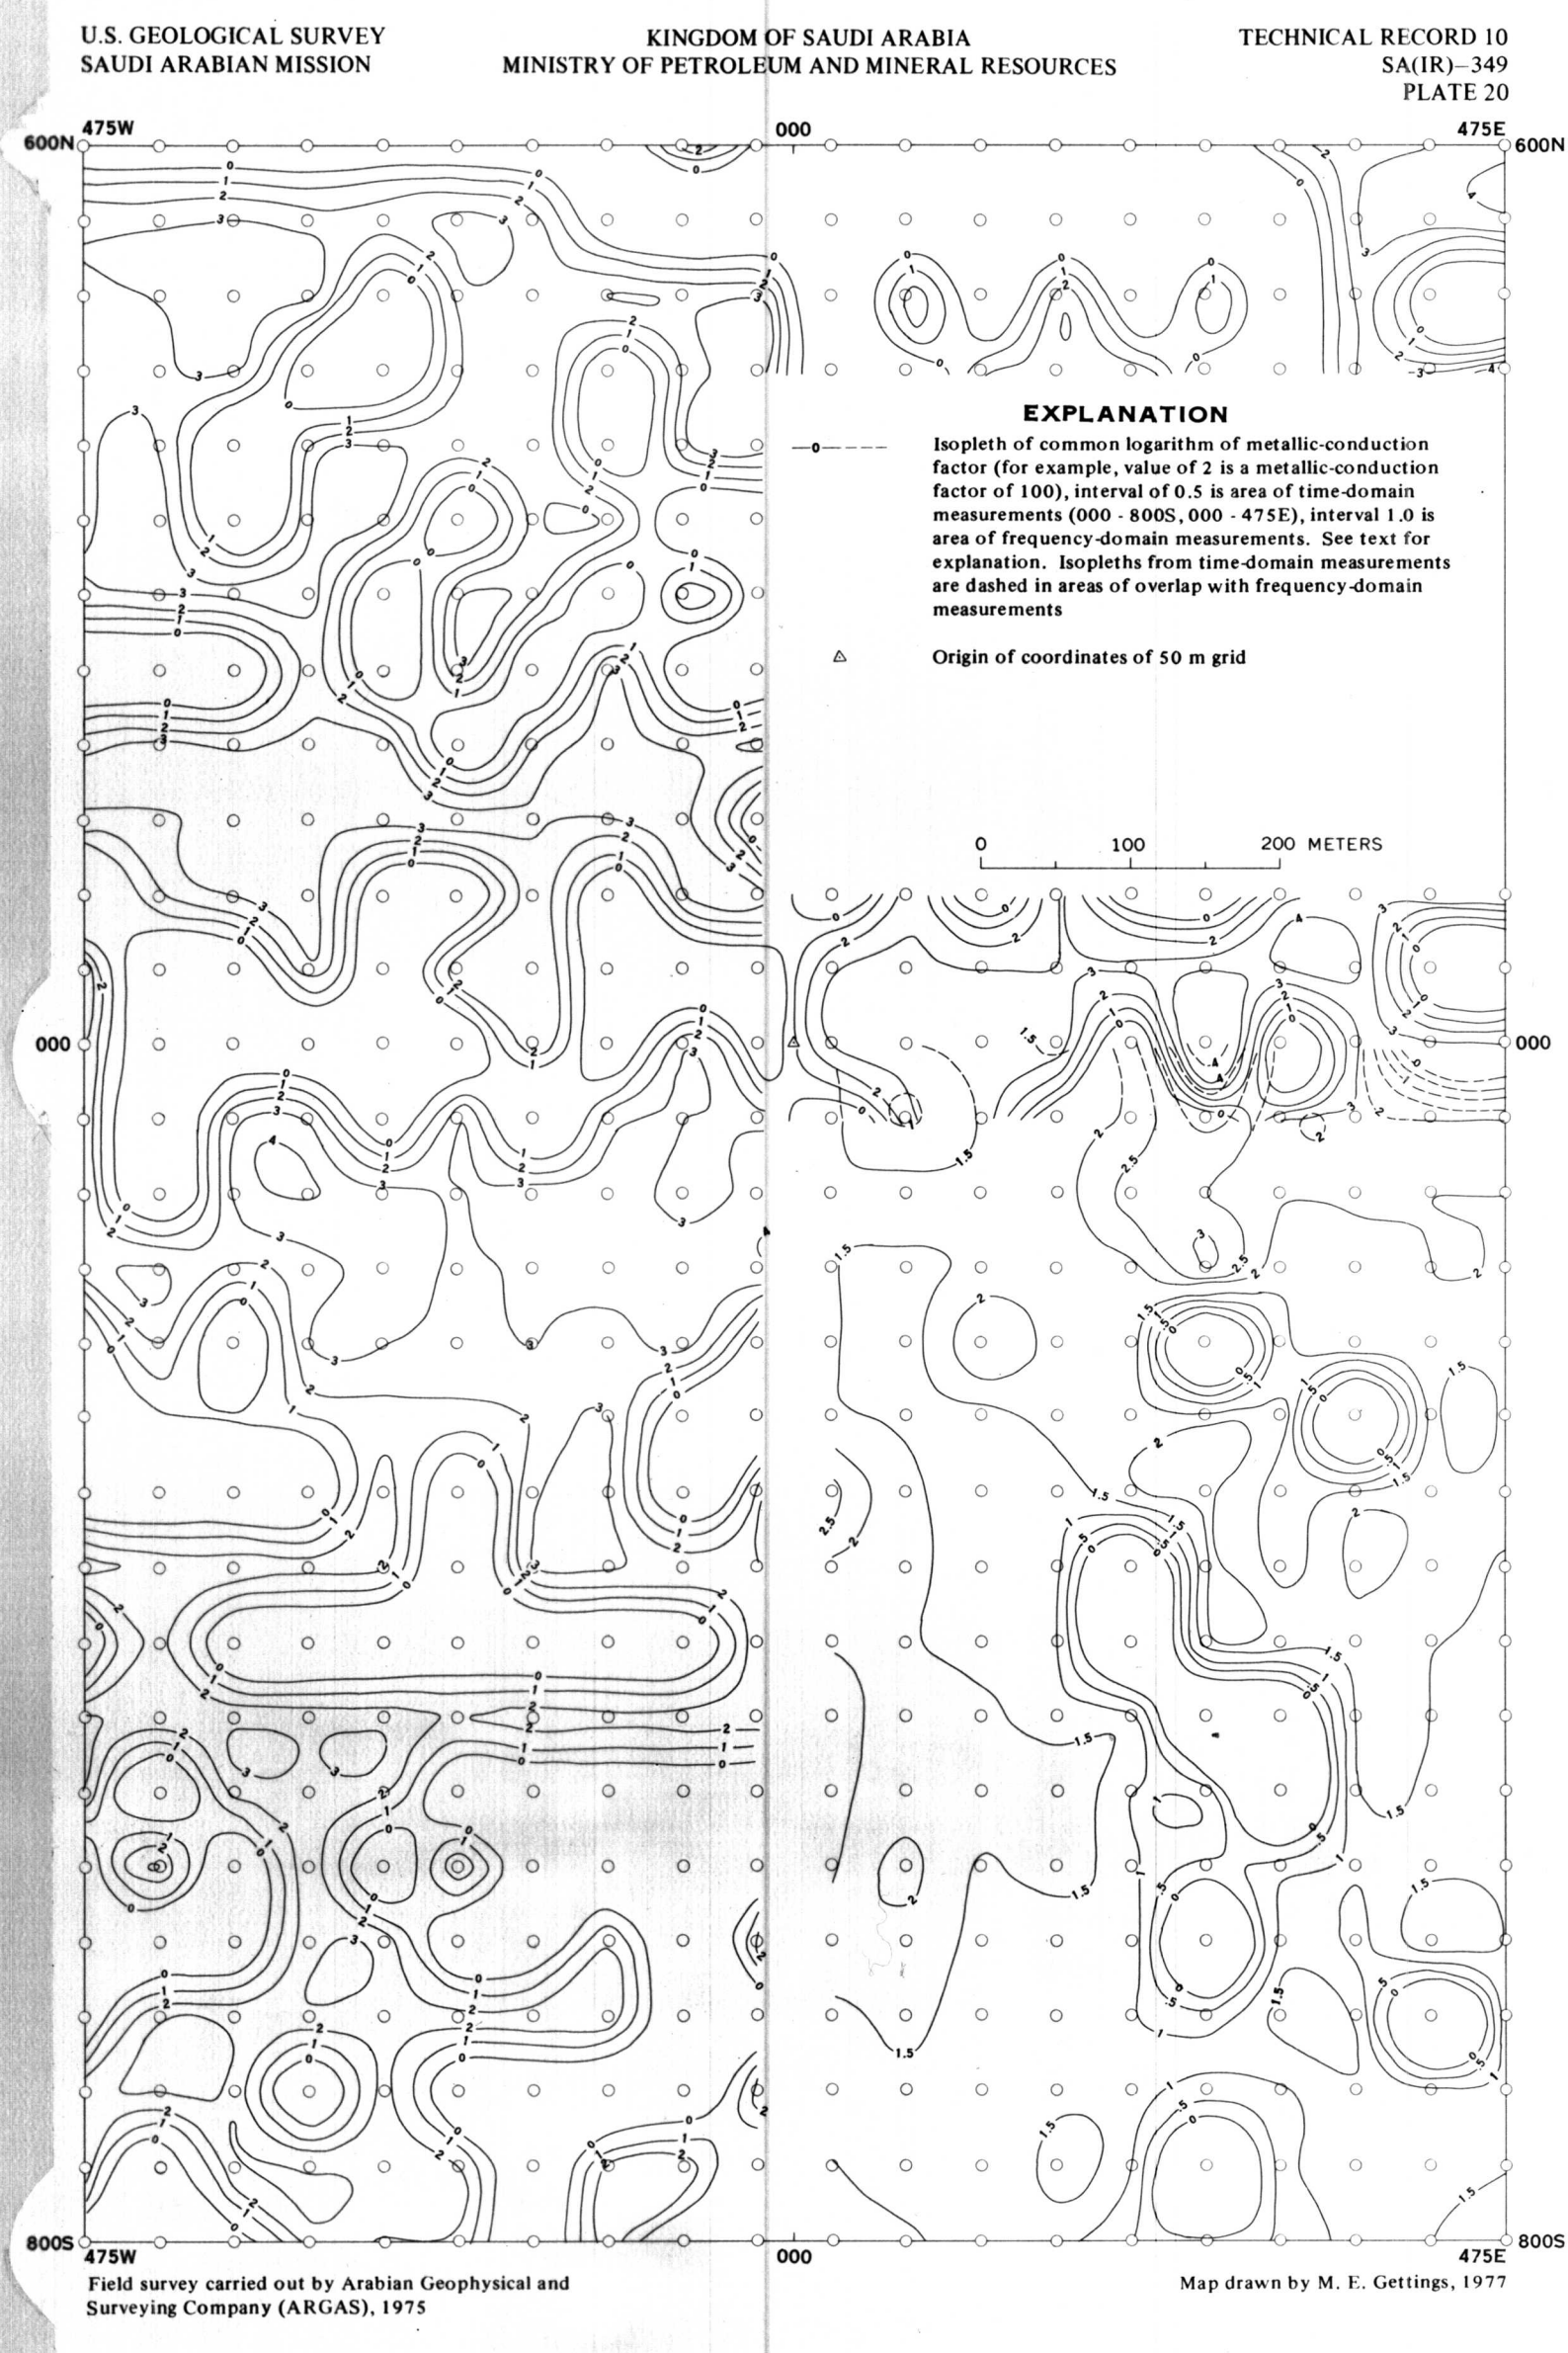 U.S. GEOLOGICAL SURVEY
SAUDI ARABIAN MISSION
KINGDOM OF SAUDI ARABIA
MINISTRY OF PETROLEUM AND MINERAL RESOURCES
TECHNICAL RECORD 10
SA(IR)–349
PLATE 20
475W
000
475E
600N
600N
EXPLANATION
—0-----
Isopleth of common logarithm of metallic-conduction
factor (for example, value of 2 is a metallic-conduction
factor of 100), interval of 0.5 is area of time-domain
measurements (000 - 800S, 000 - 475E), interval 1.0 is
area of frequency-domain measurements. See text for
explanation. Isopleths from time-domain measurements
are dashed in areas of overlap with frequency-domain
measurements
Origin of coordinates of 50 m grid
0 100 200 METERS
000
000
800S
800S
475W
000
475E
Field survey carried out by Arabian Geophysical and
Surveying Company (ARGAS), 1975
Map drawn by M. E. Gettings, 1977